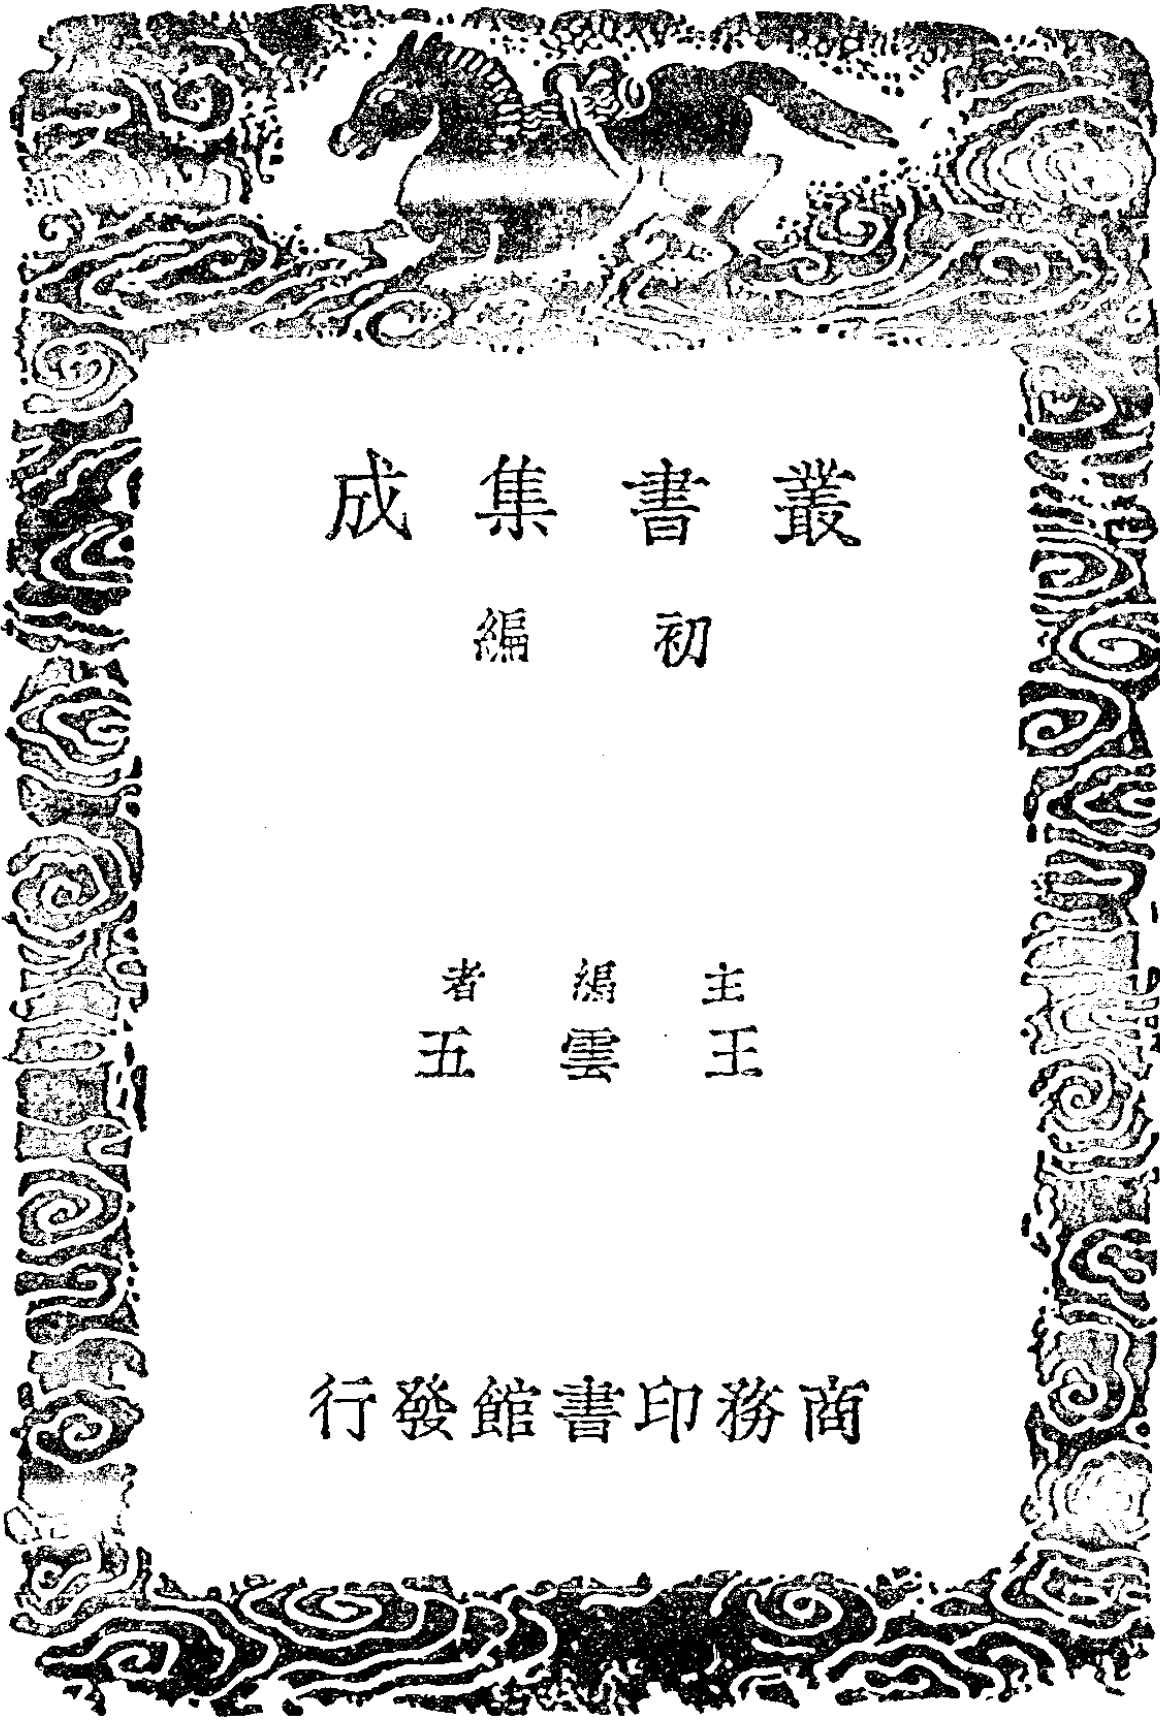 叢書集成
初編
主編者
王雲五
商務印書館發行